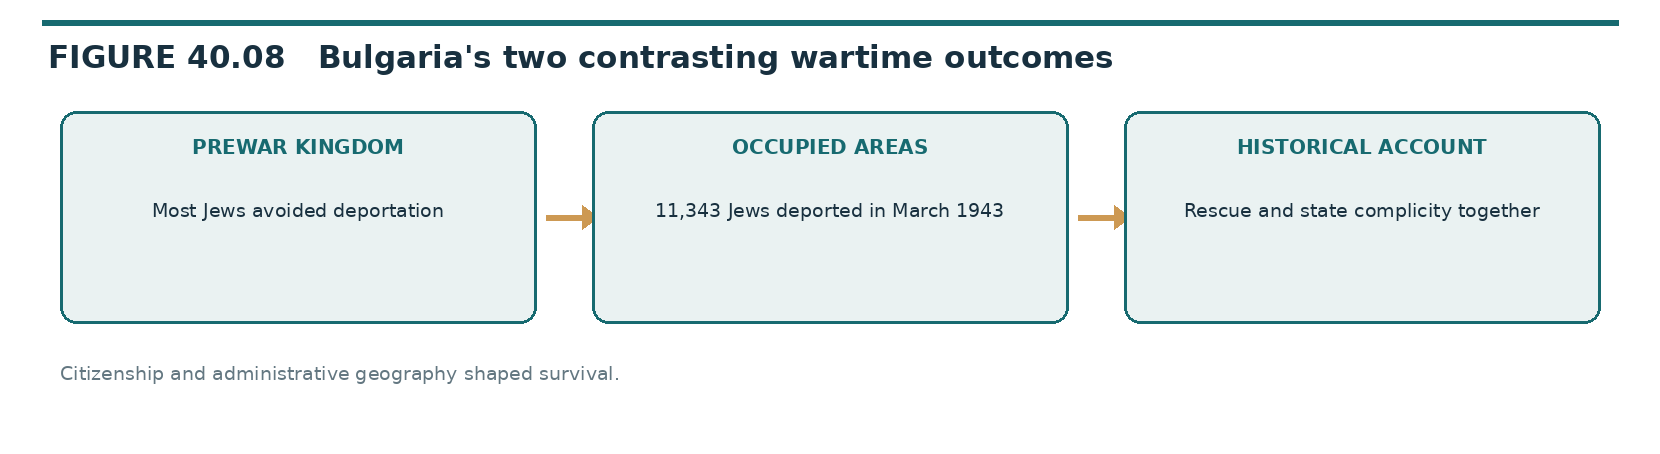 FIGURE 40.08 Bulgaria's two contrasting wartime outcomes
PREWAR KINGDOM
Most Jews avoided deportation
OCCUPIED AREAS
11,343 Jews deported in March 1943
HISTORICAL ACCOUNT
Rescue and state complicity together
Citizenship and administrative geography shaped survival.